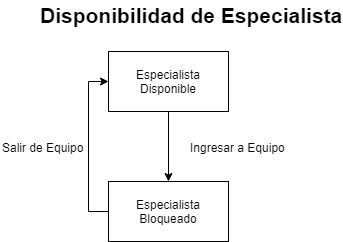 Disponibilidad de Especialista
Especialista
Disponible
Salir de Equipo
Ingresar a Equipo
Especialista
Bloqueado